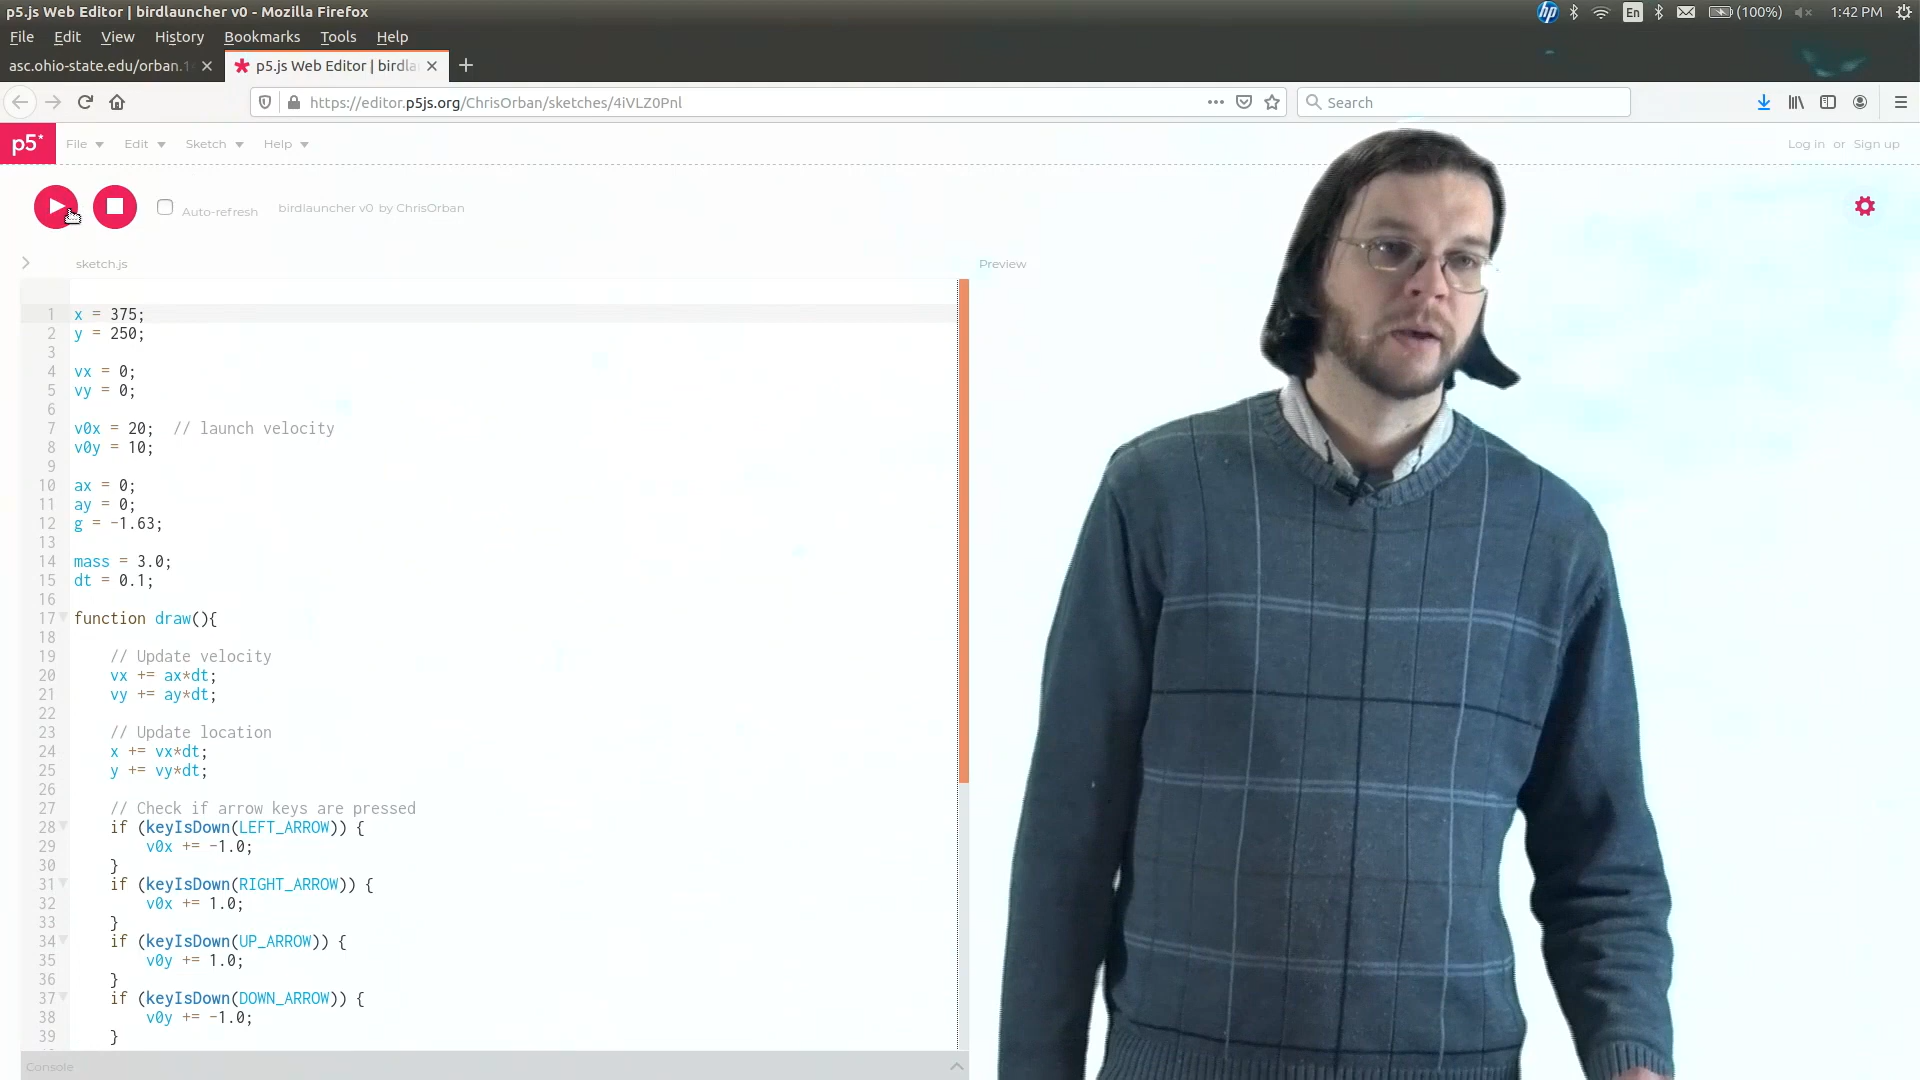 p5.js Web Editor | birdlauncher v0 - Mozilla Firefox
hp En (100%) 1:42 PM
File Edit View History Bookmarks Tools Help
asc.ohio-state.edu/orban.1
p5.js Web Editor | birdla
https://editor.p5js.org/ChrisOrban/sketches/4iVLZ0Pnl
Search
p5* File Edit Sketch Help
Log in or Sign up
Auto-refresh birdlauncher v0 by ChrisOrban
sketch.js
Preview
1 x = 375;
2 y = 250;
3
4 vx = 0;
5 vy = 0;
6
7 v0x = 20; // launch velocity
8 v0y = 10;
9
10 ax = 0;
11 ay = 0;
12 g = -1.63;
13
14 mass = 3.0;
15 dt = 0.1;
16
17 function draw(){
18
19 // Update velocity
20 vx += ax*dt;
21 vy += ay*dt;
22
23 // Update location
24 x += vx*dt;
25 y += vy*dt;
26
27 // Check if arrow keys are pressed
28 if (keyIsDown(LEFT_ARROW)) {
29 v0x += -1.0;
30 }
31 if (keyIsDown(RIGHT_ARROW)) {
32 v0x += 1.0;
33 }
34 if (keyIsDown(UP_ARROW)) {
35 v0y += 1.0;
36 }
37 if (keyIsDown(DOWN_ARROW)) {
38 v0y += -1.0;
39 }
Console